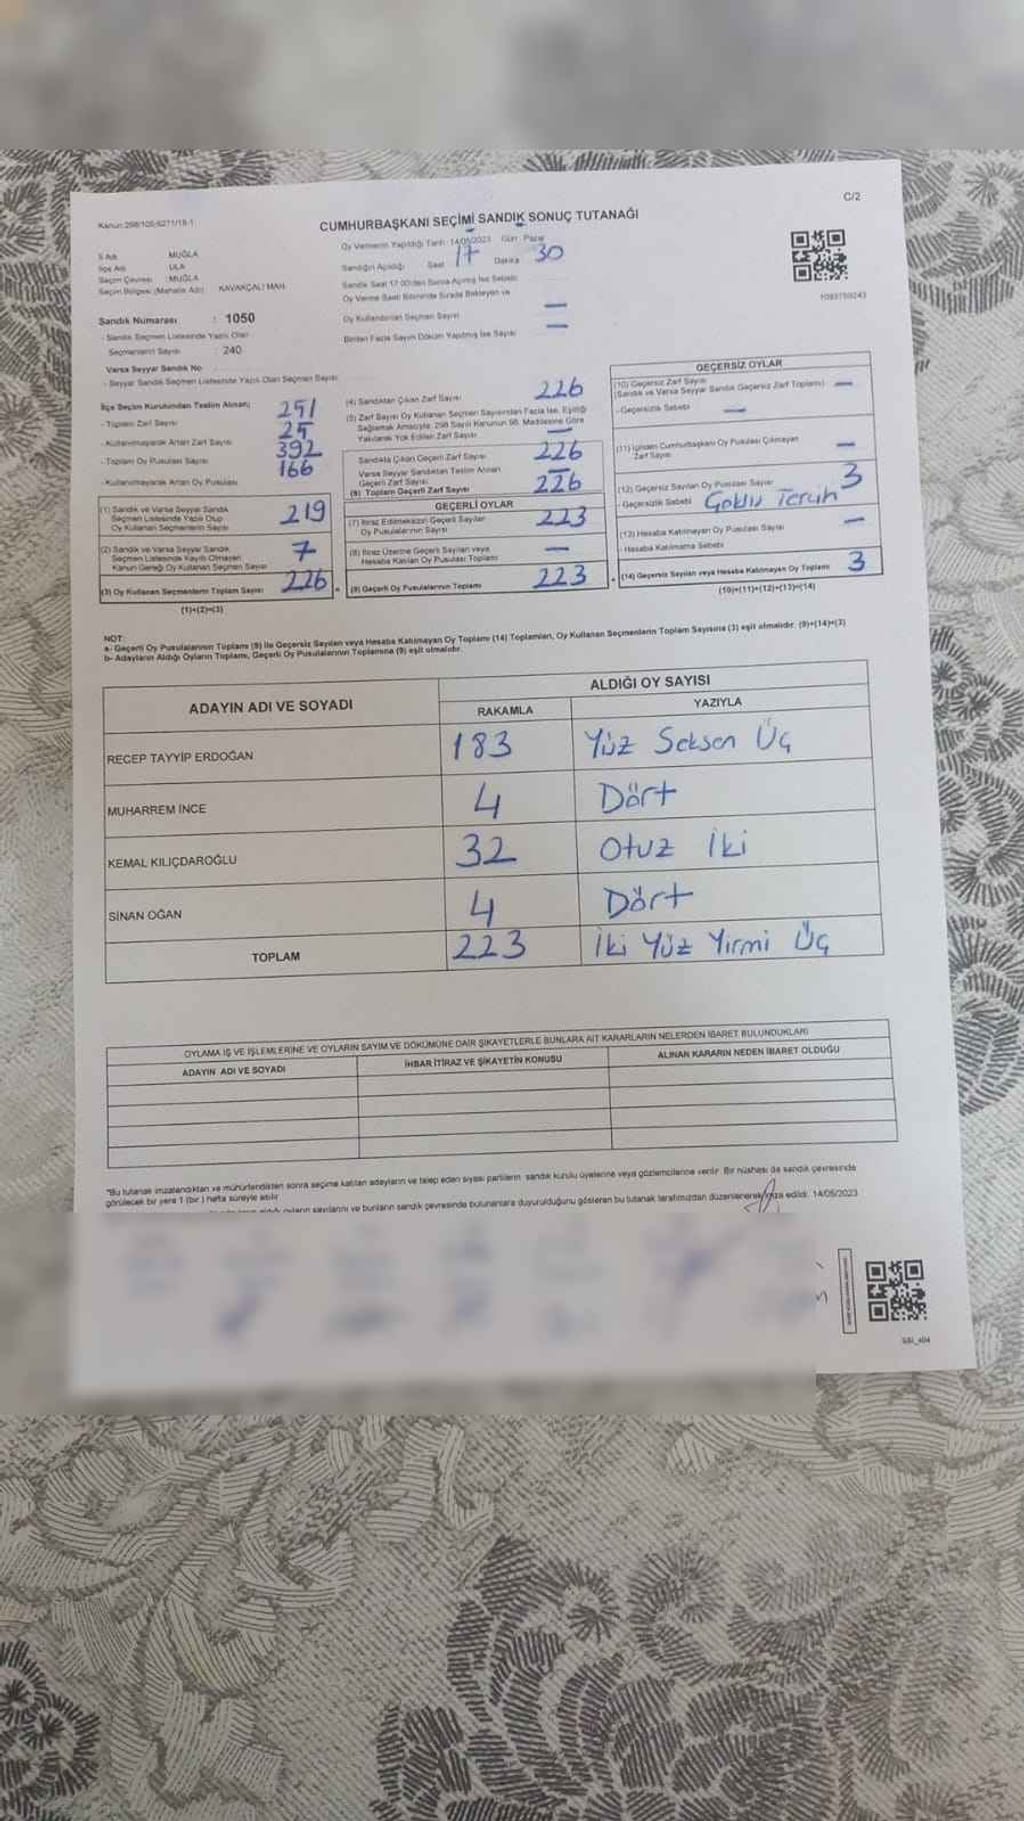 C/2
Kanun:298/105-6271/18-1
CUMHURBAŞKANI SEÇİMİ SANDIK SONUÇ TUTANAĞI
Oy Vermenin Yapıldığı Tarih: 14/05/2023 Gün: Pazar
İl Adı MUĞLA
İlçe Adı ULA
Seçim Çevresi : MUĞLA
Seçim Bölgesi (Mahalle Adı) KAVAKÇALI MAH.
Sandığın Açıldığı Saat 17 Dakika 30
Sandık Saat 17.00'den Sonra Açılmış İse Sebebi:
Oy Verme Saati Bitiminde Sırada Bekleyen ve
Oy Kullandırılan Seçmen Sayısı —
Birden Fazla Sayım Döküm Yapılmış İse Sayısı —
1093759243
Sandık Numarası : 1050
- Sandık Seçmen Listesinde Yazılı Olan
Seçmenlerin Sayısı : 240
Varsa Seyyar Sandık No
- Seyyar Sandık Seçmen Listesinde Yazılı Olan Seçmen Sayısı:
İlçe Seçim Kurulundan Teslim Alınan;
- Toplam Zarf Sayısı 251
- Kullanılmayarak Artan Zarf Sayısı 25
- Toplam Oy Pusulası Sayısı 392
- Kullanılmayarak Artan Oy Pusulası 166
(1) Sandık ve Varsa Seyyar Sandık
Seçmen Listesinde Yazılı Olup
Oy Kullanan Seçmenlerin Sayısı 219
(2) Sandık ve Varsa Seyyar Sandık
Seçmen Listesinde Kayıtlı Olmayan
Kanun Gereği Oy Kullanan Seçmen Sayısı 7
(3) Oy Kullanan Seçmenlerin Toplam Sayısı 226
(1)+(2)=(3)
(4) Sandıktan Çıkan Zarf Sayısı 226
(5) Zarf Sayısı Oy Kullanan Seçmen Sayısından Fazla İse, Eşitliği
Sağlamak Amacıyla, 298 Sayılı Kanunun 98. Maddesine Göre
Yakılarak Yok Edilen Zarf Sayısı —
Sandıkta Çıkan Geçerli Zarf Sayısı 226
Varsa Seyyar Sandıktan Teslim Alınan
Geçerli Zarf Sayısı —
(6) Toplam Geçerli Zarf Sayısı 226
GEÇERLİ OYLAR
(7) İtiraz Edilmeksizin Geçerli Sayılan
Oy Pusulalarının Sayısı 223
(8) İtiraz Üzerine Geçerli Sayılan veya
Hesaba Katılan Oy Pusulası Toplamı —
(9) Geçerli Oy Pusulalarının Toplamı 223
GEÇERSİZ OYLAR
(10) Geçersiz Zarf Sayısı
(Sandık ve Varsa Seyyar Sandık Geçersiz Zarf Toplamı) —
- Geçersizlik Sebebi —
(11) İçinden Cumhurbaşkanı Oy Pusulası Çıkmayan
Zarf Sayısı —
(12) Geçersiz Sayılan Oy Pusulası Sayısı 3
- Geçersizlik Sebebi Goklu Tercih
(13) Hesaba Katılmayan Oy Pusulası Sayısı —
- Hesaba Katılmama Sebebi
(14) Geçersiz Sayılan veya Hesaba Katılmayan Oy Toplamı 3
(10)+(11)+(12)+(13)=(14)
NOT:
a- Geçerli Oy Pusulalarının Toplamı (9) ile Geçersiz Sayılan veya Hesaba Katılmayan Oy Toplamı (14) Toplamları, Oy Kullanan Seçmenlerin Toplam Sayısına (3) eşit olmalıdır. (9)+(14)=(3)
b- Adayların Aldığı Oyların Toplamı, Geçerli Oy Pusulalarının Toplamına (9) eşit olmalıdır.
ADAYIN ADI VE SOYADI
ALDIĞI OY SAYISI
RAKAMLA YAZIYLA
RECEP TAYYİP ERDOĞAN 183 Yüz Seksen Üç
MUHARREM İNCE 4 Dört
KEMAL KILIÇDAROĞLU 32 Otuz İki
SİNAN OĞAN 4 Dört
TOPLAM 223 İki Yüz Yirmi Üç
OYLAMA İŞ VE İŞLEMLERİNE VE OYLARIN SAYIM VE DÖKÜMÜNE DAİR ŞİKAYETLERLE BUNLARA AİT KARARLARIN NELERDEN İBARET BULUNDUKLARI
ADAYIN ADI VE SOYADI İHBAR İTİRAZ VE ŞİKAYETİN KONUSU ALINAN KARARIN NEDEN İBARET OLDUĞU
"Bu tutanak imzalandıktan ve mühürlendikten sonra seçime katılan adayların ve talep eden siyasi partilerin sandık kurulu üyelerine veya gözlemcilerine verilir. Bir nüshası da sandık çevresinde
görülecek bir yere 1 (bir) hafta süreyle asılır
oyların sayılarını ve bunların sandık çevresinde bulunanlara duyurulduğunu gösteren bu tutanak tarafımızdan düzenlenerek imza edildi. 14/05/2023